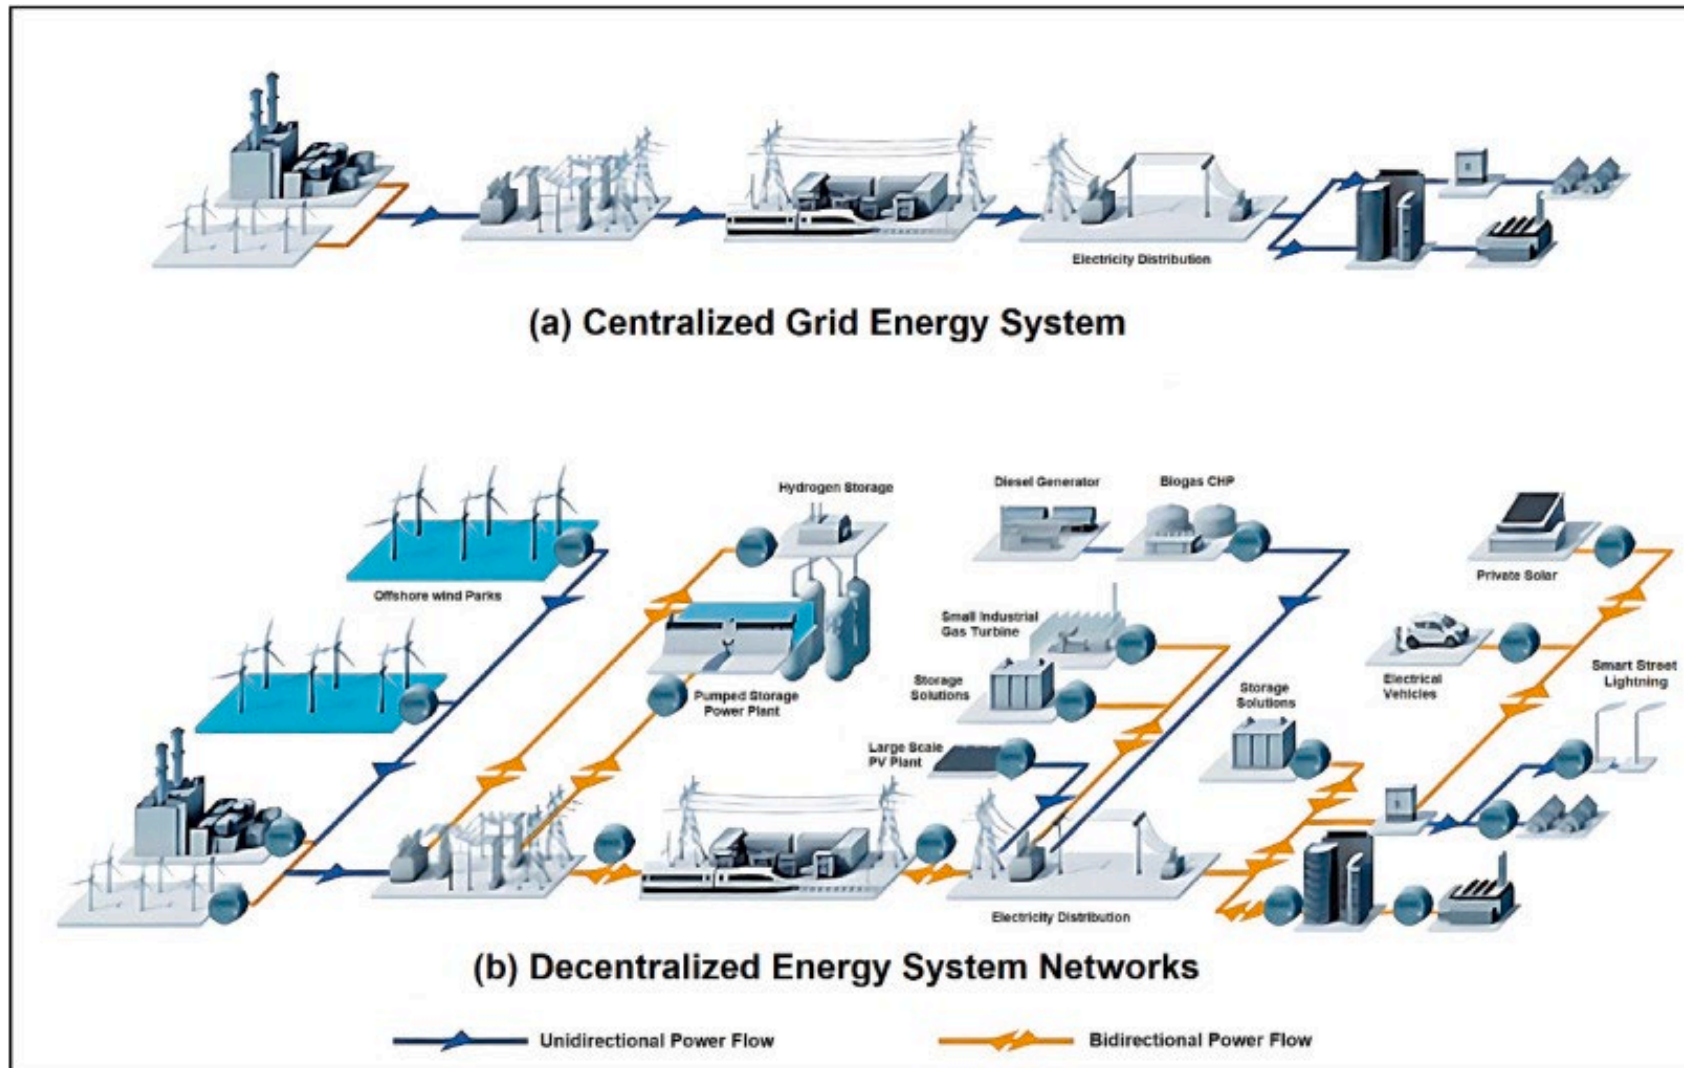 Electricity Distribution
(a) Centralized Grid Energy System
Hydrogen Storage
Diesel Generator
Biogas CHP
Offshore wind Parks
Private Solar
Small Industrial
Gas Turbine
Pumped Storage
Power Plant
Storage
Solutions
Storage
Solutions
Electrical
Vehicles
Smart Street
Lightning
Large Scale
PV Plant
Electricity Distribution
(b) Decentralized Energy System Networks
Unidirectional Power Flow
Bidirectional Power Flow